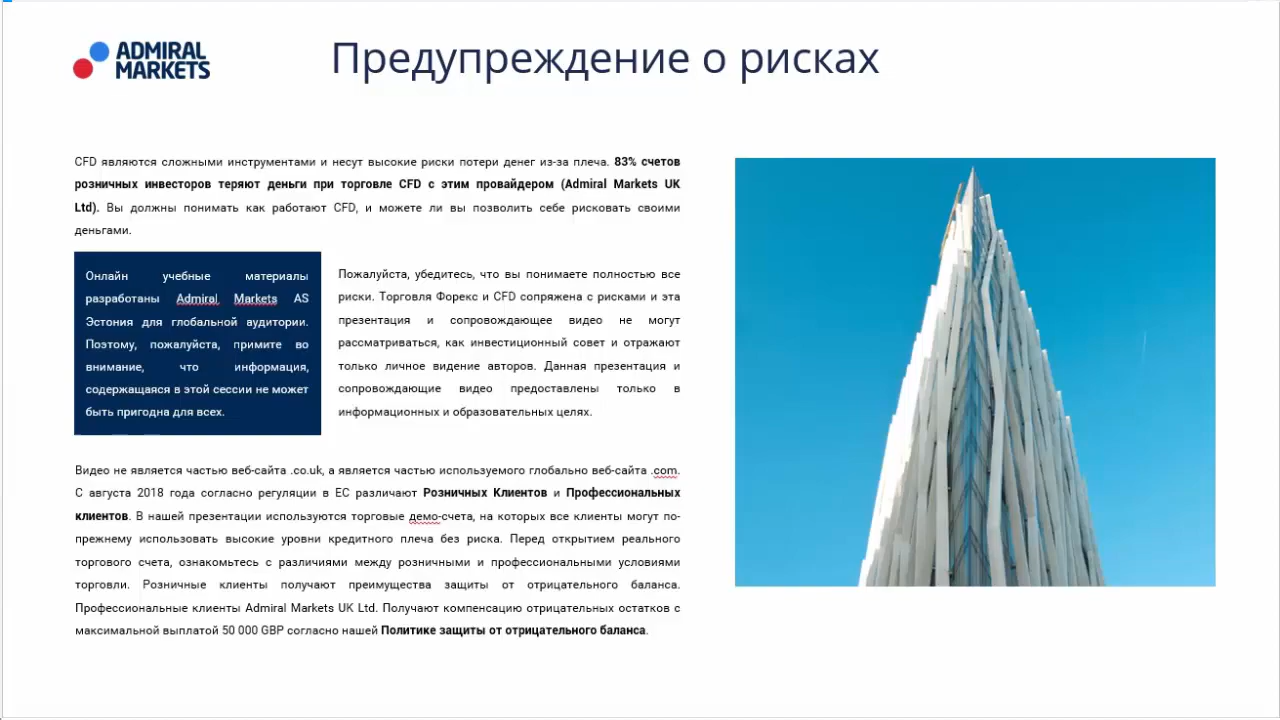 ADMIRAL
MARKETS
Предупреждение о рисках
CFD являются сложными инструментами и несут высокие риски потери денег из-за плеча. 83% счетов
розничных инвесторов теряют деньги при торговле CFD с этим провайдером (Admiral Markets UK
Ltd). Вы должны понимать как работают CFD, и можете ли вы позволить себе рисковать своими
деньгами.
Онлайн учебные материалы
разработаны Admiral Markets AS
Эстония для глобальной аудитории.
Поэтому, пожалуйста, примите во
внимание, что информация,
содержащаяся в этой сессии не может
быть пригодна для всех.
Пожалуйста, убедитесь, что вы понимаете полностью все
риски. Торговля Форекс и CFD сопряжена с рисками и эта
презентация и сопровождающее видео не могут
рассматриваться, как инвестиционный совет и отражают
только личное видение авторов. Данная презентация и
сопровождающие видео предоставлены только в
информационных и образовательных целях.
Видео не является частью веб-сайта .co.uk, а является частью используемого глобально веб-сайта .com.
С августа 2018 года согласно регуляции в ЕС различают Розничных Клиентов и Профессиональных
клиентов. В нашей презентации используются торговые демо-счета, на которых все клиенты могут по-
прежнему использовать высокие уровни кредитного плеча без риска. Перед открытием реального
торгового счета, ознакомьтесь с различиями между розничными и профессиональными условиями
торговли. Розничные клиенты получают преимущества защиты от отрицательного баланса.
Профессиональные клиенты Admiral Markets UK Ltd. Получают компенсацию отрицательных остатков с
максимальной выплатой 50 000 GBP согласно нашей Политике защиты от отрицательного баланса.